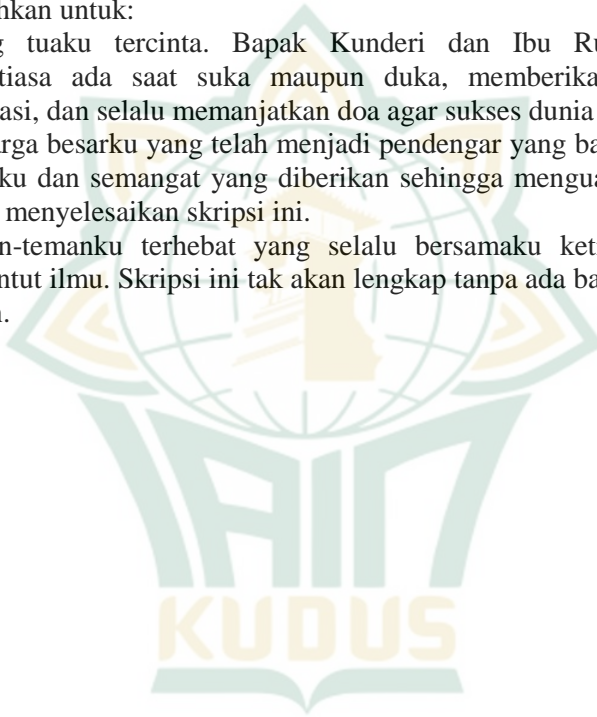 hkan untuk:
g tuaku tercinta. Bapak Kunderi dan Ibu Ru
tiasa ada saat suka maupun duka, memberika
asi, dan selalu memanjatkan doa agar sukses dunia
arga besarku yang telah menjadi pendengar yang ba
ku dan semangat yang diberikan sehingga mengua
menyelesaikan skripsi ini.
n-temanku terhebat yang selalu bersamaku keti
ntut ilmu. Skripsi ini tak akan lengkap tanpa ada ba
.
IAIN
KUDUS